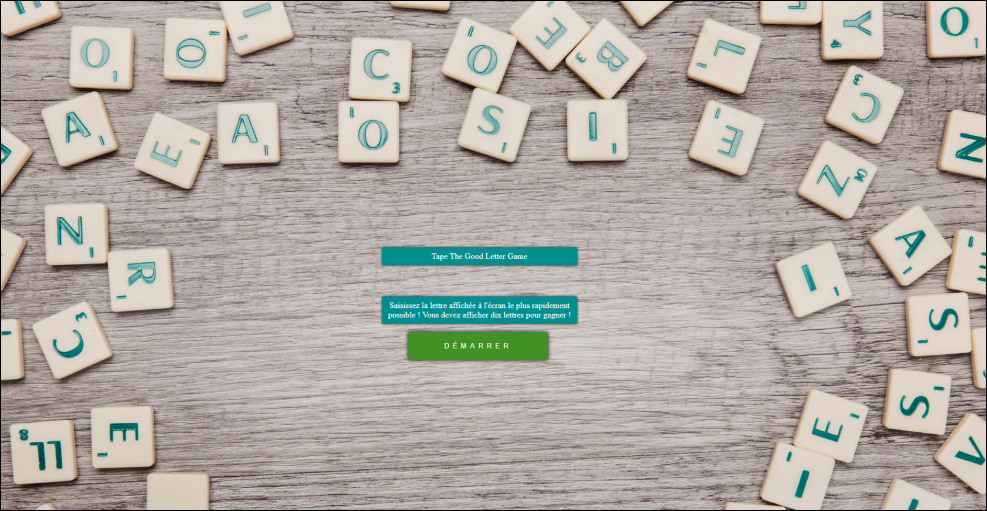 Tape The Good Letter Game
Saisissez la lettre affichée à l'écran le plus rapidement
possible ! Vous devez afficher dix lettres pour gagner !
DÉMARRER